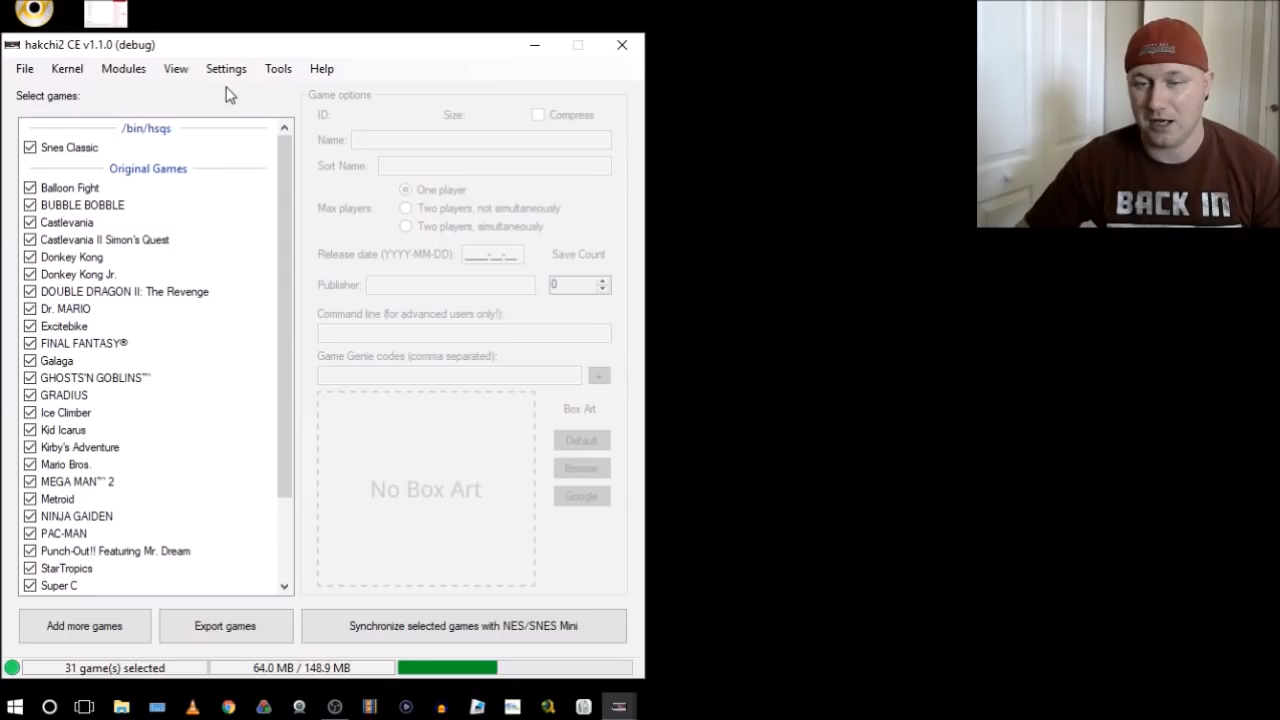 hakchi2 CE v1.1.0 (debug)
File Kernel Modules View Settings Tools Help
Select games:
/bin/hsqs
Snes Classic
Original Games
Balloon Fight
BUBBLE BOBBLE
Castlevania
Castlevania II Simon's Quest
Donkey Kong
Donkey Kong Jr.
DOUBLE DRAGON II: The Revenge
Dr. MARIO
Excitebike
FINAL FANTASY®
Galaga
GHOSTS'N GOBLINS™
GRADIUS
Ice Climber
Kid Icarus
Kirby's Adventure
Mario Bros.
MEGA MAN™ 2
Metroid
NINJA GAIDEN
PAC-MAN
Punch-Out!! Featuring Mr. Dream
StarTropics
Super C
Game options
ID: Size: Compress
Name:
Sort Name:
One player
Max players: Two players, not simultaneously
Two players, simultaneously
Release date (YYYY-MM-DD): ____-__-__ Save Count
Publisher: 0
Command line (for advanced users only!):
Game Genie codes (comma separated):
+
Box Art
Default
Browse
Google
No Box Art
Add more games Export games Synchronize selected games with NES/SNES Mini
31 game(s) selected 64.0 MB / 148.9 MB
BACK IN